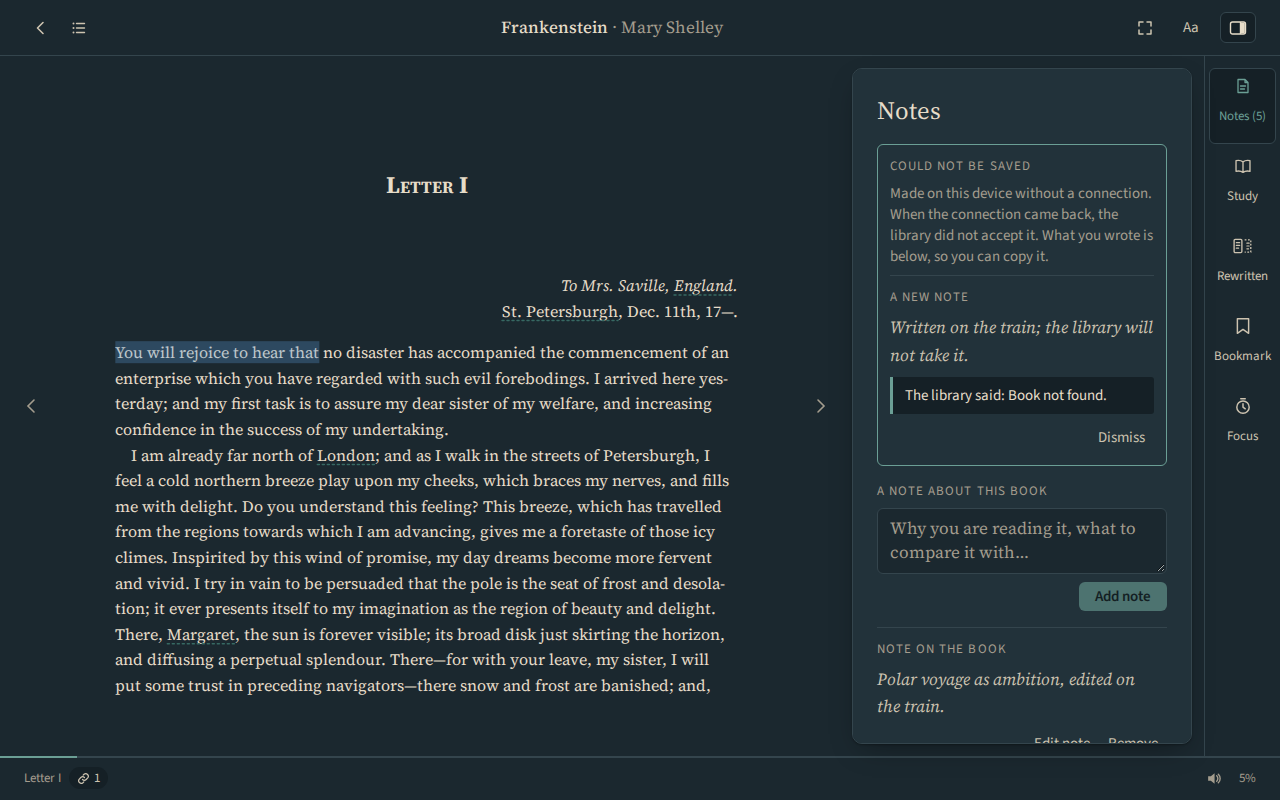 Frankenstein · Mary Shelley
Aa
LETTER I
To Mrs. Saville, England.
St. Petersburgh, Dec. 11th, 17—.
You will rejoice to hear that no disaster has accompanied the commencement of an
enterprise which you have regarded with such evil forebodings. I arrived here yes-
terday; and my first task is to assure my dear sister of my welfare, and increasing
confidence in the success of my undertaking.
I am already far north of London; and as I walk in the streets of Petersburgh, I
feel a cold northern breeze play upon my cheeks, which braces my nerves, and fills
me with delight. Do you understand this feeling? This breeze, which has travelled
from the regions towards which I am advancing, gives me a foretaste of those icy
climes. Inspirited by this wind of promise, my day dreams become more fervent
and vivid. I try in vain to be persuaded that the pole is the seat of frost and desola-
tion; it ever presents itself to my imagination as the region of beauty and delight.
There, Margaret, the sun is forever visible; its broad disk just skirting the horizon,
and diffusing a perpetual splendour. There—for with your leave, my sister, I will
put some trust in preceding navigators—there snow and frost are banished; and,
Notes
COULD NOT BE SAVED
Made on this device without a connection.
When the connection came back, the
library did not accept it. What you wrote is
below, so you can copy it.
A NEW NOTE
Written on the train; the library will
not take it.
The library said: Book not found.
Dismiss
A NOTE ABOUT THIS BOOK
Why you are reading it, what to
compare it with...
Add note
NOTE ON THE BOOK
Polar voyage as ambition, edited on
the train.
Edit note Remove
Notes (5)
Study
Rewritten
Bookmark
Focus
Letter I
1
5%